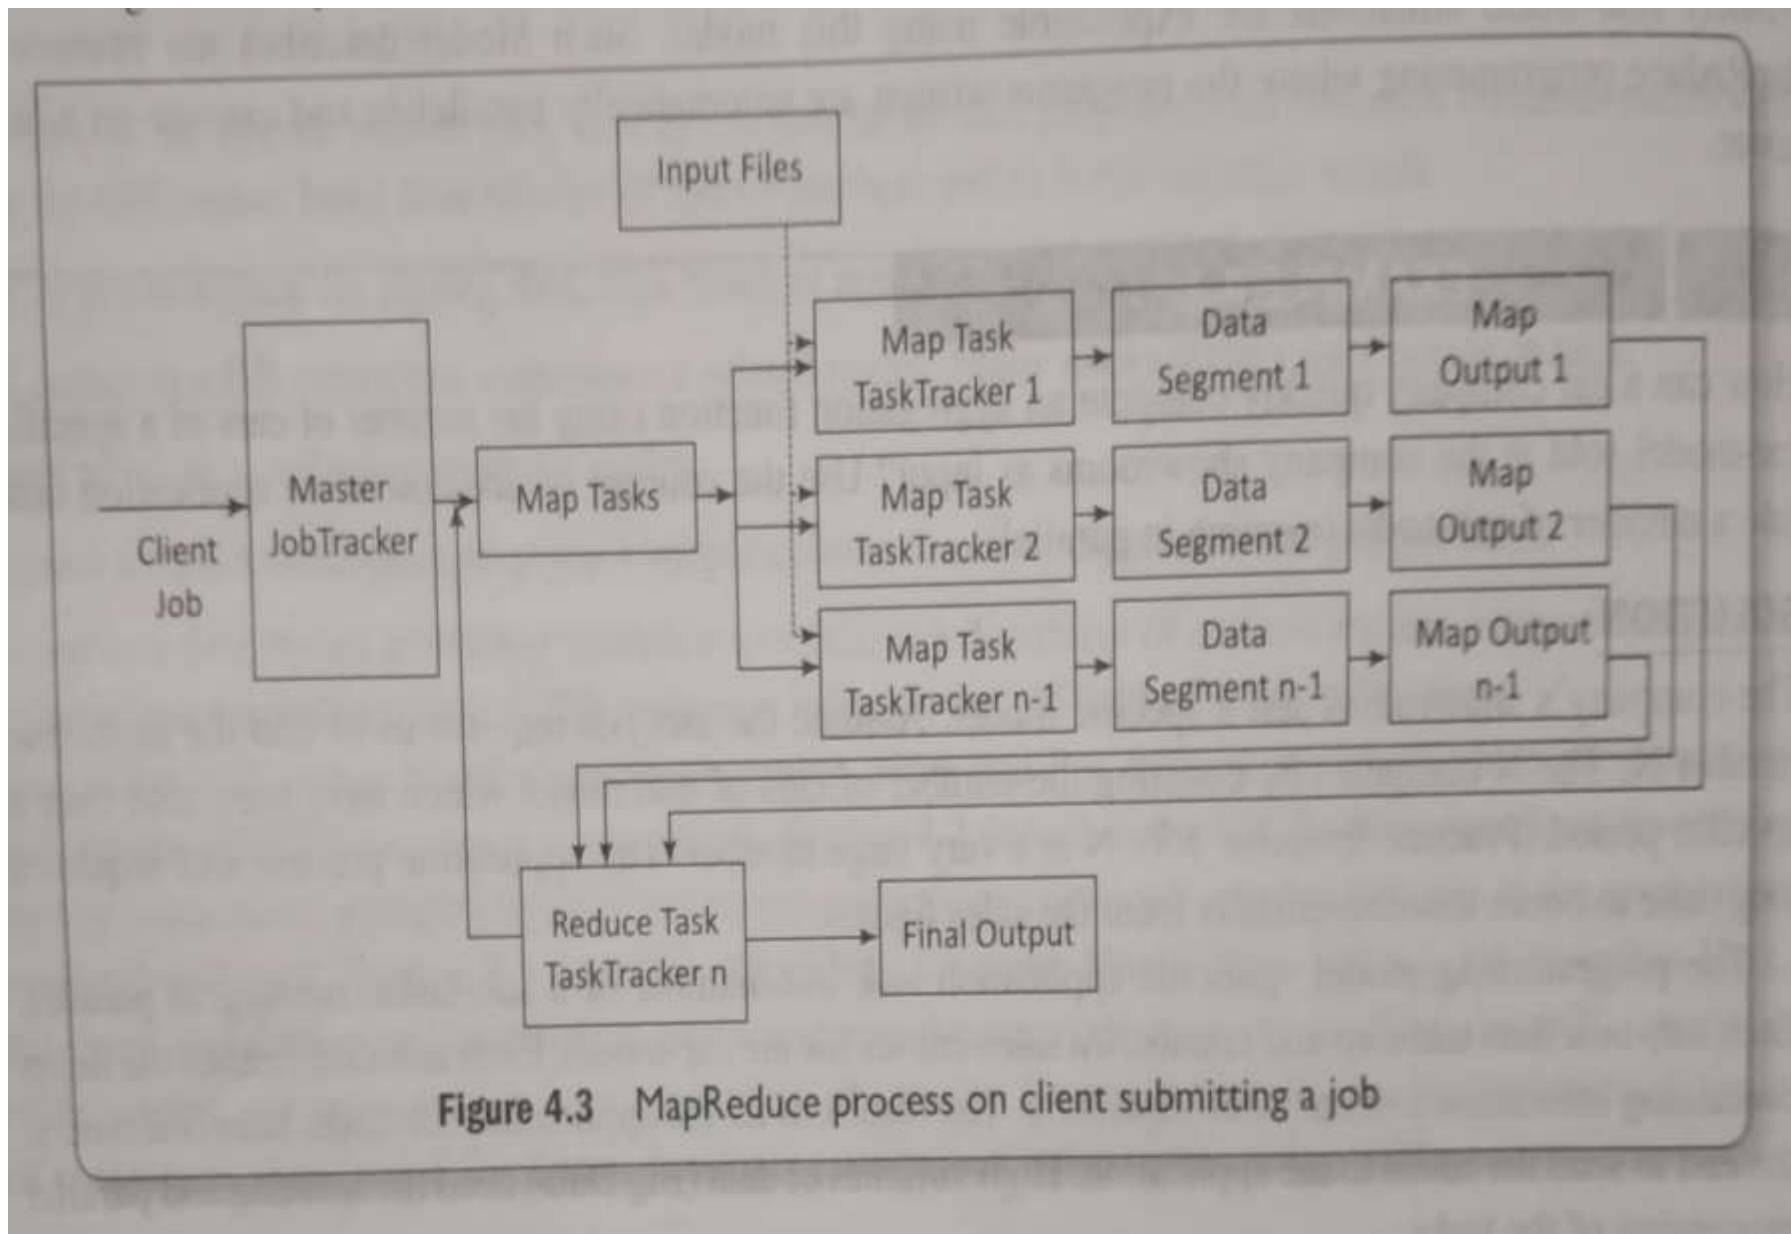 Input Files
Map Task
TaskTracker 1
Data
Segment 1
Map
Output 1
Master
JobTracker
Client
Job
Map Tasks
Map Task
TaskTracker 2
Data
Segment 2
Map
Output 2
Map Task
TaskTracker n-1
Data
Segment n-1
Map Output
n-1
Reduce Task
TaskTracker n
Final Output
Figure 4.3 MapReduce process on client submitting a job